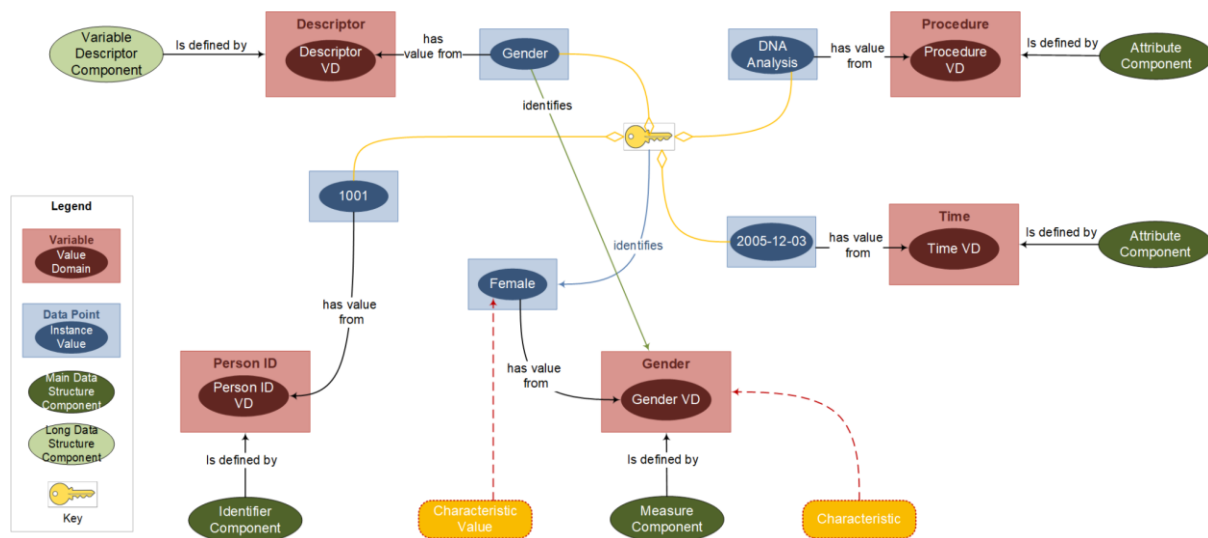 Variable
Descriptor
Component
Is defined by
Descriptor
Descriptor
VD
has
value from
Gender
DNA
Analysis
has value
from
Procedure
Procedure
VD
Is defined by
Attribute
Component
identifies
1001
identifies
2005-12-03
has value
from
Time
Time VD
Is defined by
Attribute
Component
Female
has value
from
has value
from
Person ID
Person ID
VD
Gender
Gender VD
Is defined by
Is defined by
Identifier
Component
Characteristic
Value
Measure
Component
Characteristic
Legend
Variable
Value
Domain
Data Point
Instance
Value
Main Data
Structure
Component
Long Data
Structure
Component
Key